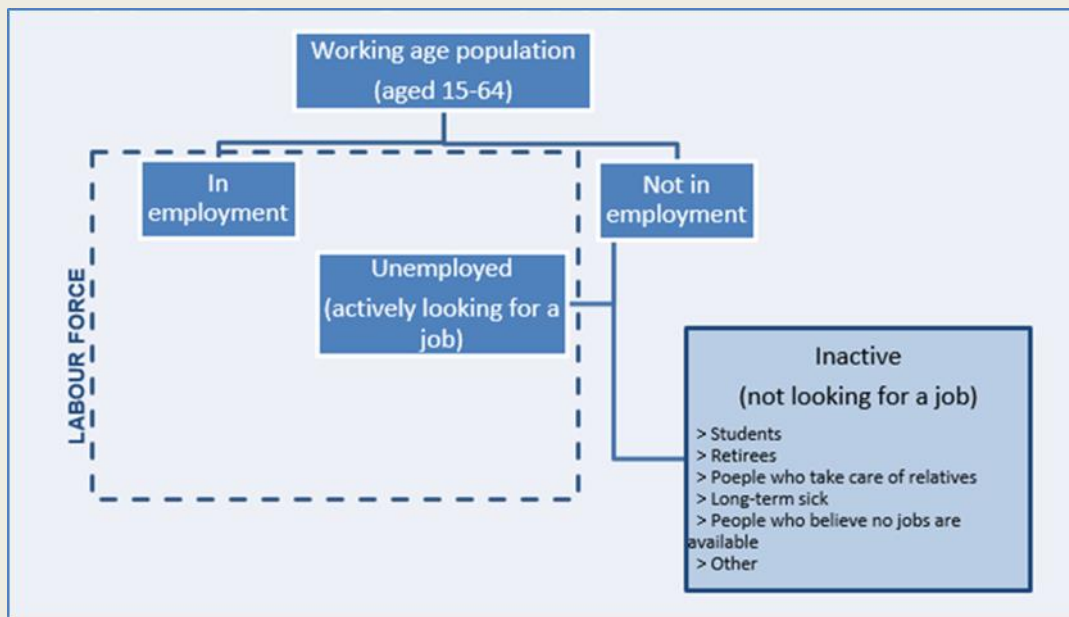 Working age population
(aged 15-64)
In
employment
Not in
employment
Unemployed
(actively looking for a
job)
LABOUR FORCE
Inactive
(not looking for a job)
> Students
> Retirees
> Poeple who take care of relatives
> Long-term sick
> People who believe no jobs are
available
> Other